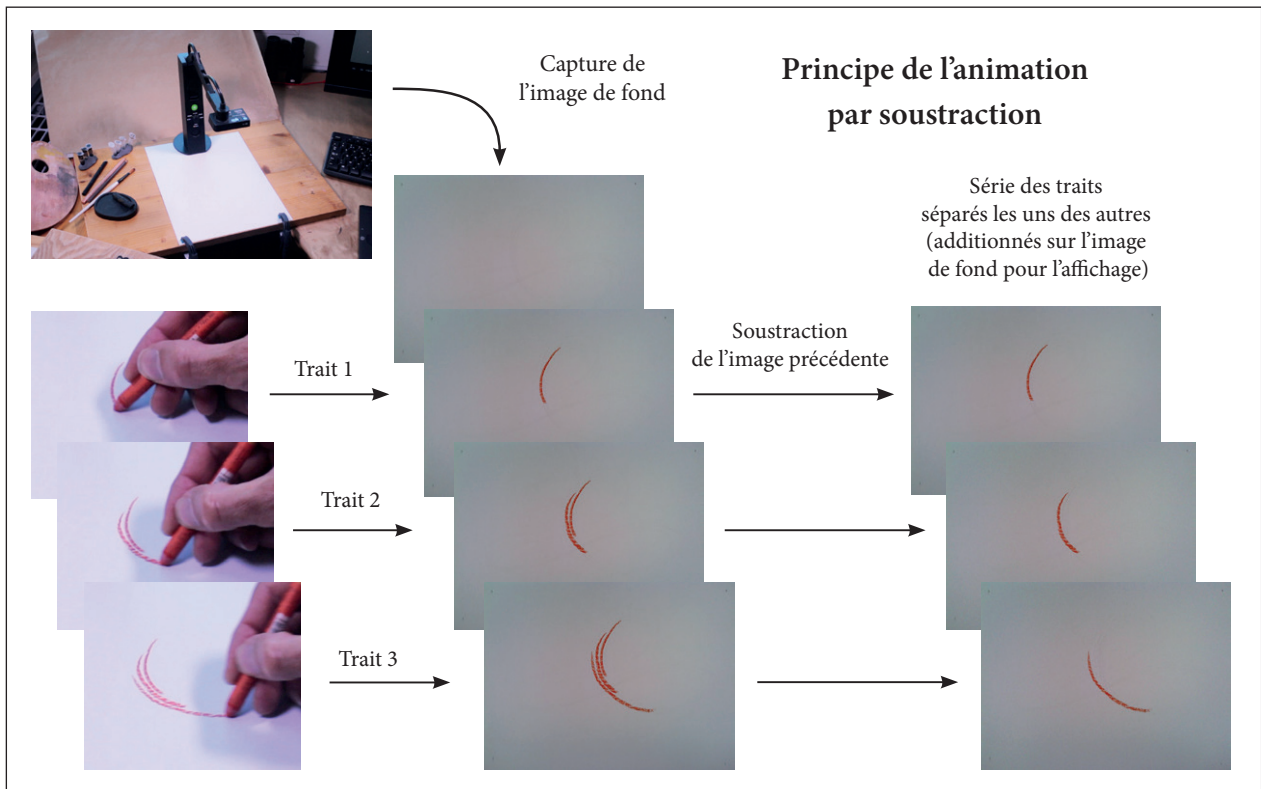 Capture de
l’image de fond
Principe de l’animation
par soustraction
Série des traits
séparés les uns des autres
(additionnés sur l’image
de fond pour l’affichage)
Trait 1
Soustraction
de l’image précédente
Trait 2
Trait 3